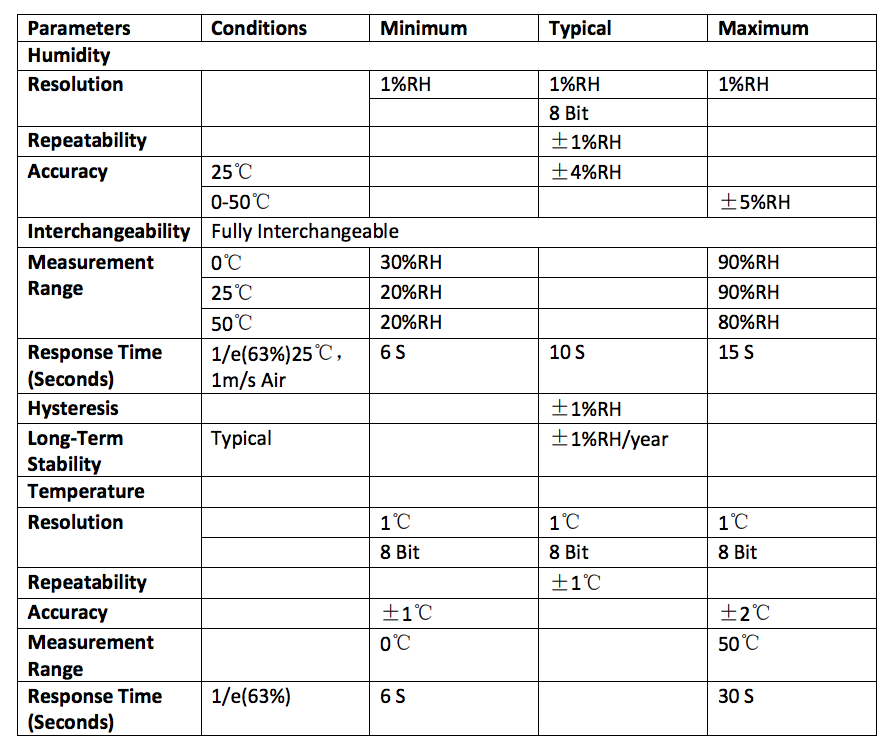 Parameters Conditions Minimum Typical Maximum
Humidity
Resolution 1%RH 1%RH 1%RH
8 Bit
Repeatability ±1%RH
Accuracy 25℃ ±4%RH
0-50℃ ±5%RH
Interchangeability Fully Interchangeable
Measurement 0℃ 30%RH 90%RH
Range 25℃ 20%RH 90%RH
50℃ 20%RH 80%RH
Response Time 1/e(63%)25℃, 6 S 10 S 15 S
(Seconds) 1m/s Air
Hysteresis ±1%RH
Long-Term Typical ±1%RH/year
Stability
Temperature
Resolution 1℃ 1℃ 1℃
8 Bit 8 Bit 8 Bit
Repeatability ±1℃
Accuracy ±1℃ ±2℃
Measurement 0℃ 50℃
Range
Response Time 1/e(63%) 6 S 30 S
(Seconds)